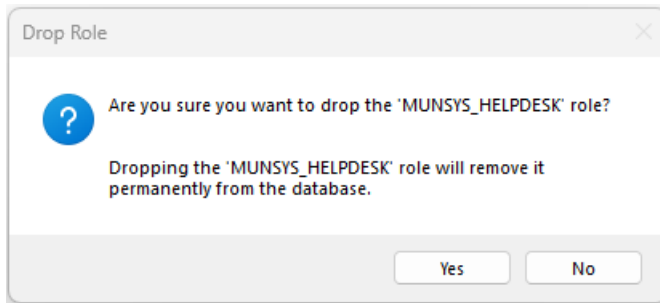 Drop Role
?
Are you sure you want to drop the 'MUNSYS_HELPDESK' role?
Dropping the 'MUNSYS_HELPDESK' role will remove it
permanently from the database.
Yes
No